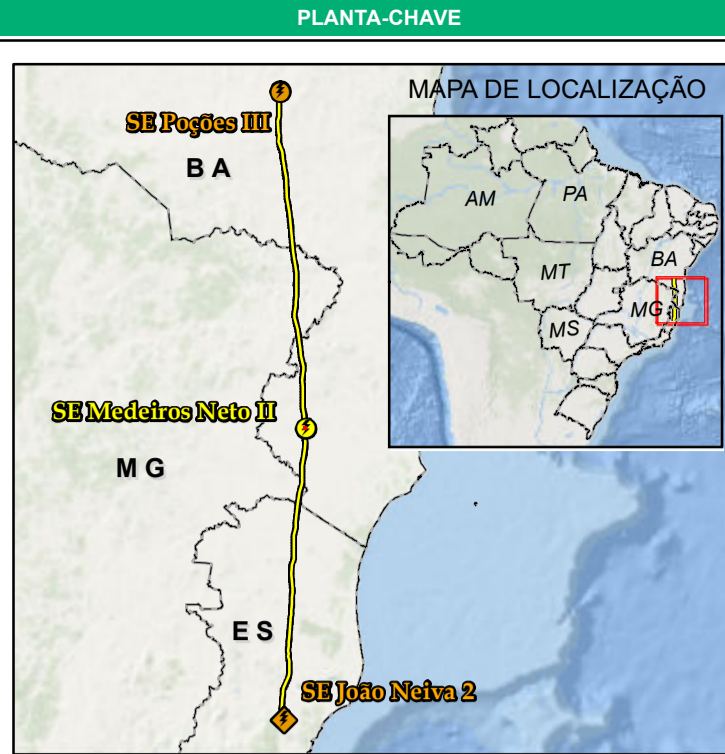 PLANTA-CHAVE
MAPA DE LOCALIZAÇÃO
SE Poções III
B A
AM
PA
BA
MT
MG
MS
SE Medeiros Neto II
M G
E S
SE João Neiva 2